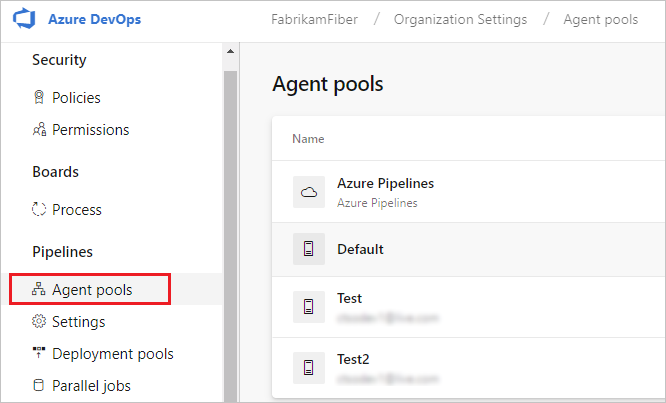 Azure DevOps
FabrikamFiber / Organization Settings / Agent pools
Security
Policies
Permissions
Boards
Process
Pipelines
Agent pools
Settings
Deployment pools
Parallel jobs
Agent pools
Name
Azure Pipelines
Azure Pipelines
Default
Test
Test2